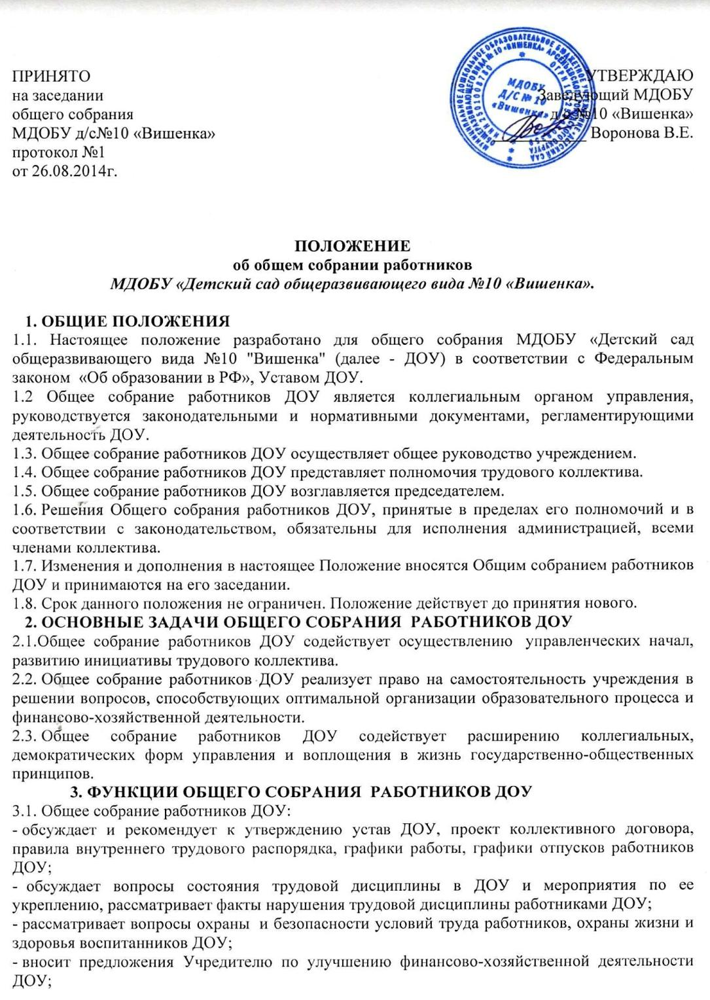 ПРИНЯТО
на заседании
общего собрания
МДОБУ д/с№10 «Вишенка»
протокол №1
от 26.08.2014г.
УТВЕРЖДАЮ
Заведующий МДОБУ
д/с №10 «Вишенка»
Воронова В.Е.
МДОБУ
Д/С № 10
«Вишенка»
ПОЛОЖЕНИЕ
об общем собрании работников
МДОБУ «Детский сад общеразвивающего вида №10 «Вишенка».
1. ОБЩИЕ ПОЛОЖЕНИЯ
1.1. Настоящее положение разработано для общего собрания МДОБУ «Детский сад
общеразвивающего вида №10 "Вишенка" (далее - ДОУ) в соответствии с Федеральным
законом «Об образовании в РФ», Уставом ДОУ.
1.2 Общее собрание работников ДОУ является коллегиальным органом управления,
руководствуется законодательными и нормативными документами, регламентирующими
деятельность ДОУ.
1.3. Общее собрание работников ДОУ осуществляет общее руководство учреждением.
1.4. Общее собрание работников ДОУ представляет полномочия трудового коллектива.
1.5. Общее собрание работников ДОУ возглавляется председателем.
1.6. Решения Общего собрания работников ДОУ, принятые в пределах его полномочий и в
соответствии с законодательством, обязательны для исполнения администрацией, всеми
членами коллектива.
1.7. Изменения и дополнения в настоящее Положение вносятся Общим собранием работников
ДОУ и принимаются на его заседании.
1.8. Срок данного положения не ограничен. Положение действует до принятия нового.
2. ОСНОВНЫЕ ЗАДАЧИ ОБЩЕГО СОБРАНИЯ РАБОТНИКОВ ДОУ
2.1.Общее собрание работников ДОУ содействует осуществлению управленческих начал,
развитию инициативы трудового коллектива.
2.2. Общее собрание работников ДОУ реализует право на самостоятельность учреждения в
решении вопросов, способствующих оптимальной организации образовательного процесса и
финансово-хозяйственной деятельности.
2.3. Общее собрание работников ДОУ содействует расширению коллегиальных,
демократических форм управления и воплощения в жизнь государственно-общественных
принципов.
3. ФУНКЦИИ ОБЩЕГО СОБРАНИЯ РАБОТНИКОВ ДОУ
3.1. Общее собрание работников ДОУ:
- обсуждает и рекомендует к утверждению устав ДОУ, проект коллективного договора,
правила внутреннего трудового распорядка, графики работы, графики отпусков работников
ДОУ;
- обсуждает вопросы состояния трудовой дисциплины в ДОУ и мероприятия по ее
укреплению, рассматривает факты нарушения трудовой дисциплины работниками ДОУ;
- рассматривает вопросы охраны и безопасности условий труда работников, охраны жизни и
здоровья воспитанников ДОУ;
- вносит предложения Учредителю по улучшению финансово-хозяйственной деятельности
ДОУ;